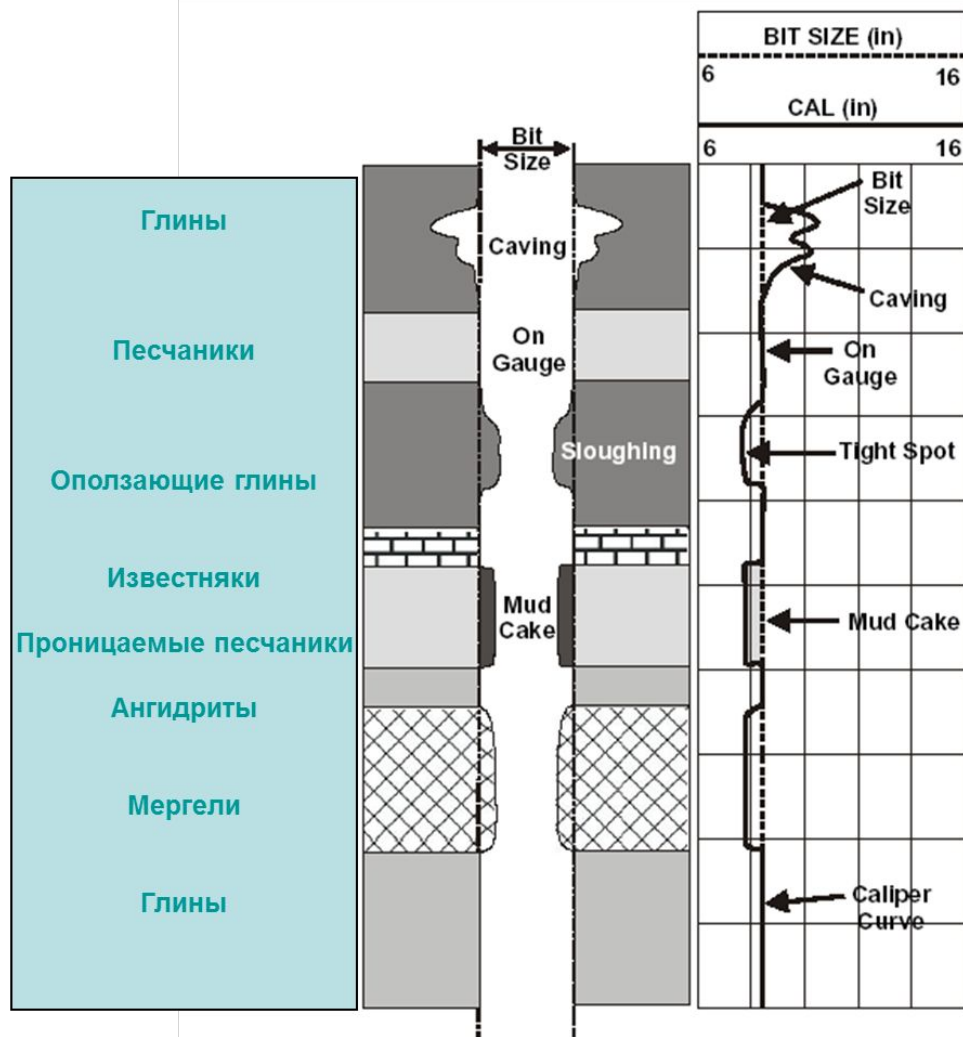 BIT SIZE (in)
6 16
CAL (in)
6 16
Bit
Size
Глины
Caving
Bit
Size
Caving
Песчаники
On
Gauge
On
Gauge
Оползающие глины
Sloughing
Tight Spot
Известняки
Проницаемые песчаники
Mud
Cake
Mud Cake
Ангидриты
Мергели
Глины
Caliper
Curve